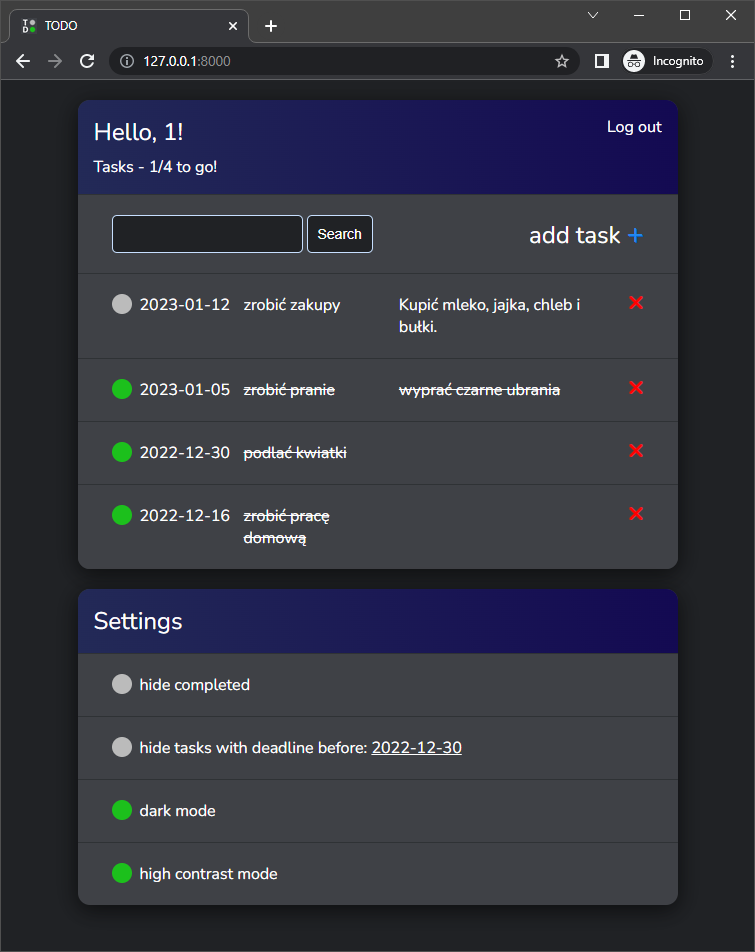 TODO
127.0.0.1:8000
Incognito
Hello, 1!
Log out
Tasks - 1/4 to go!
Search
add task +
2023-01-12 zrobić zakupy Kupić mleko, jajka, chleb i
bułki.
2023-01-05 zrobić pranie wyprać czarne ubrania
2022-12-30 podlać kwiatki
2022-12-16 zrobić pracę
domową
Settings
hide completed
hide tasks with deadline before: 2022-12-30
dark mode
high contrast mode